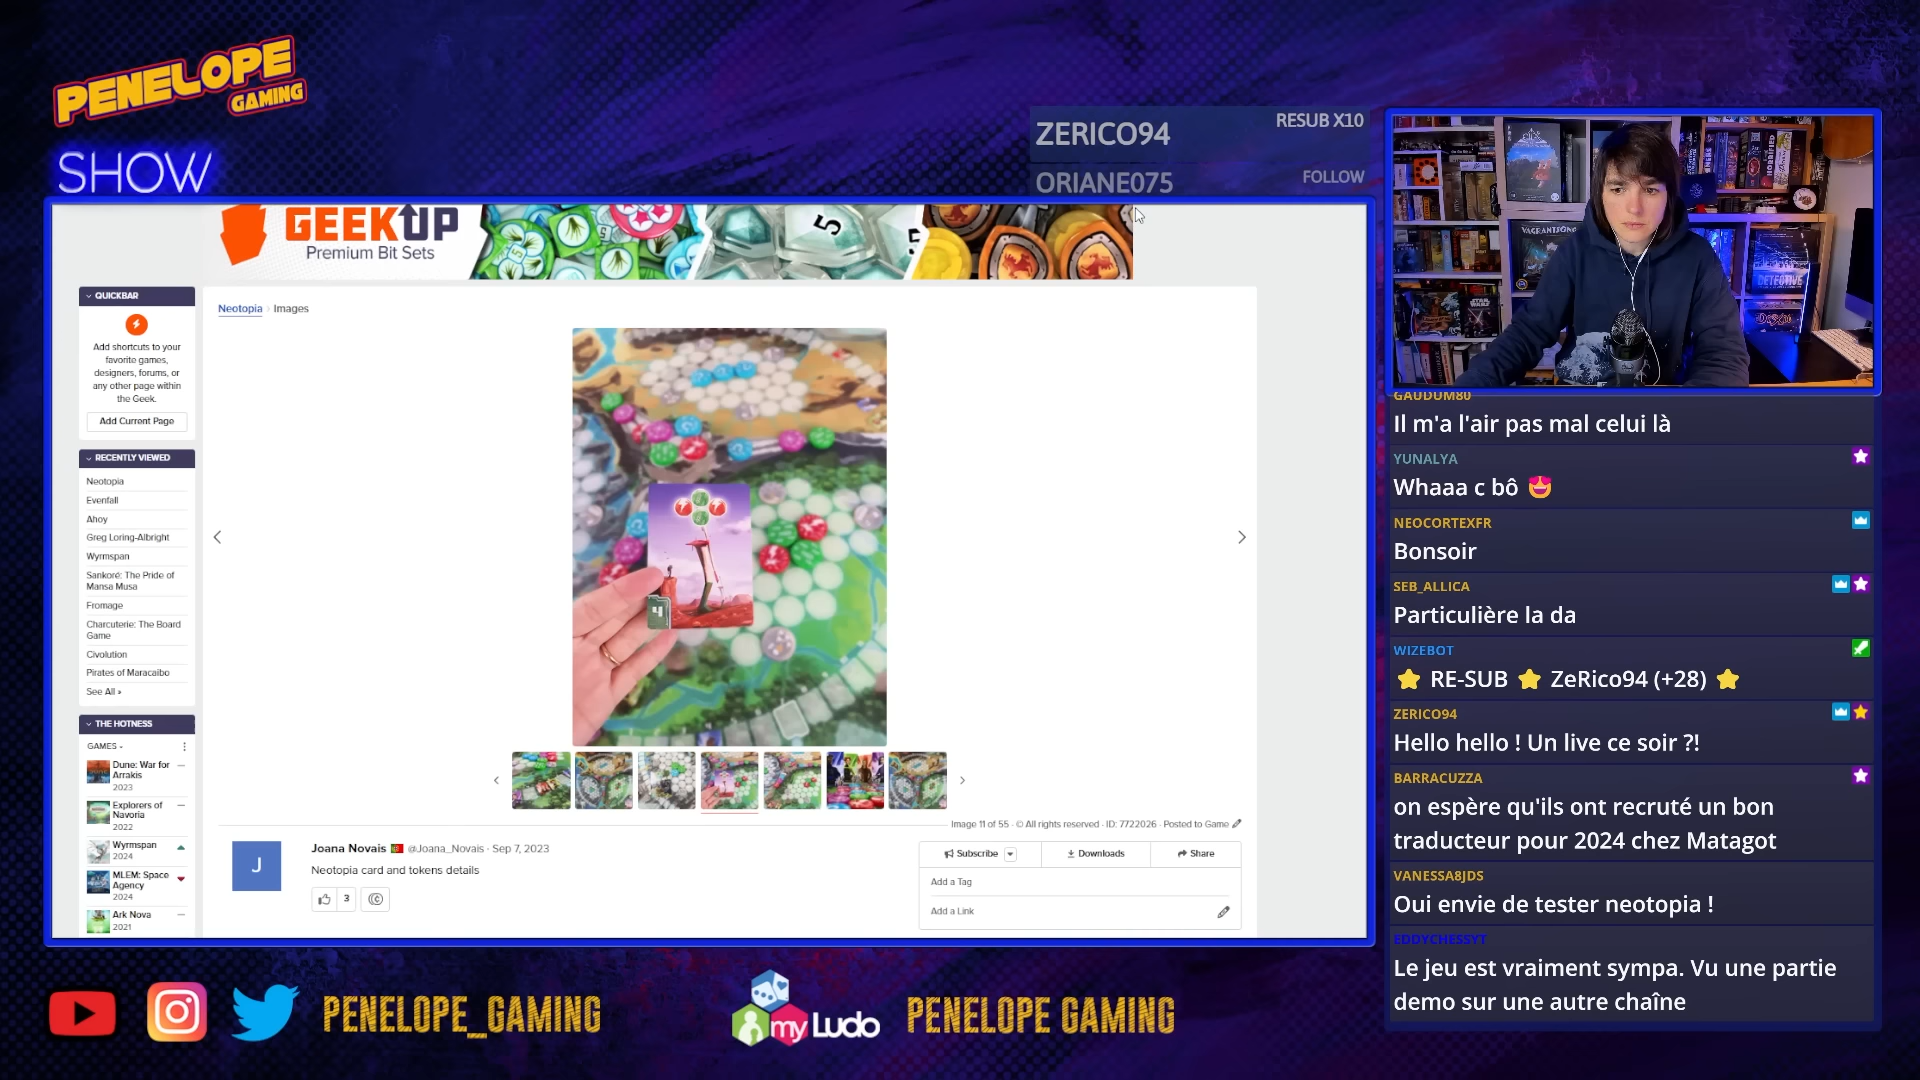 PENELOPE
GAMING
SHOW
ZERICO94
RESUB X10
ORIANE075
FOLLOW
GEEKUP
Premium Bit Sets
5
QUICKBAR
Add shortcuts to your
favorite games,
designers, forums, or
any other page within
the Geek.
Add Current Page
RECENTLY VIEWED
Neotopia
Evenfall
Ahoy
Greg Loring-Albright
Wyrmspan
Sankoré: The Pride of
Mansa Musa
Fromage
Charcuterie: The Board
Game
Civolution
Pirates of Maracaibo
See All »
THE HOTNESS
GAMES
Dune: War for
Arrakis
2023
Explorers of
Navoria
2022
Wyrmspan
2024
MLEM: Space
Agency
2024
Ark Nova
2021
Neotopia › Images
4
Image 11 of 55 · © All rights reserved · ID: 7722026 · Posted to Game
J
Joana Novais @Joana_Novais · Sep 7, 2023
Neotopia card and tokens details
3
Subscribe
Downloads
Share
Add a Tag
Add a Link
VAGRANTSONG
DETECTIVE
STAR
WARS
GAUDUM80
Il m'a l'air pas mal celui là
YUNALYA
Whaaa c bô 😍
NEOCORTEXFR
Bonsoir
SEB_ALLICA
Particulière la da
WIZEBOT
⭐ RE-SUB ⭐ ZeRico94 (+28) ⭐
ZERICO94
Hello hello ! Un live ce soir ?!
BARRACUZZA
on espère qu'ils ont recruté un bon
traducteur pour 2024 chez Matagot
VANESSA8JDS
Oui envie de tester neotopia !
EDDYCHESSYT
Le jeu est vraiment sympa. Vu une partie
demo sur une autre chaîne
PENELOPE_GAMING
myLudo
PENELOPE GAMING